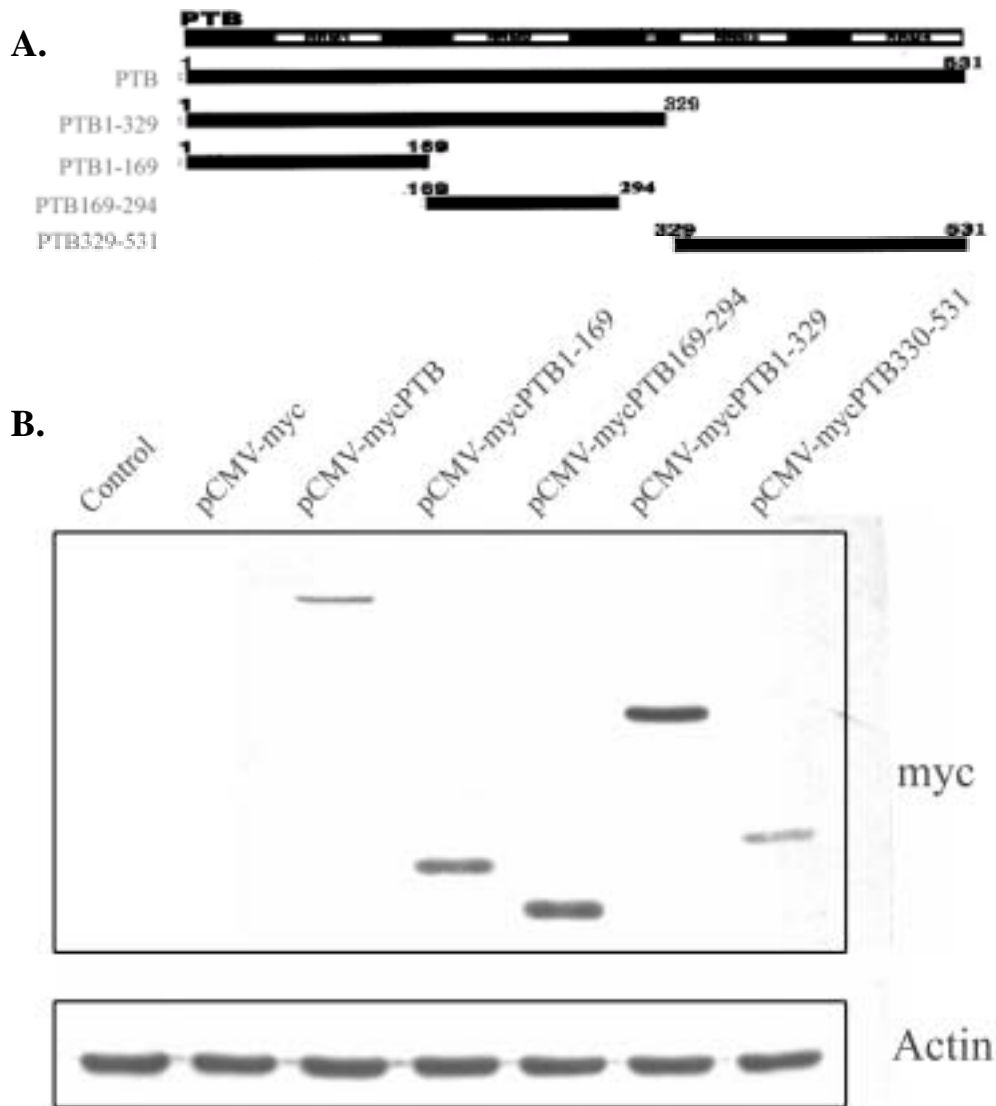 A.
PTB
PTB
1
531
PTB1-329
1
329
PTB1-169
1
169
PTB169-294
169
294
PTB329-531
329
531
B.
Control
pCMV-myc
pCMV-mycPTB
pCMV-mycPTB1-169
pCMV-mycPTB169-294
pCMV-mycPTB1-329
pCMV-mycPTB330-531
myc
Actin